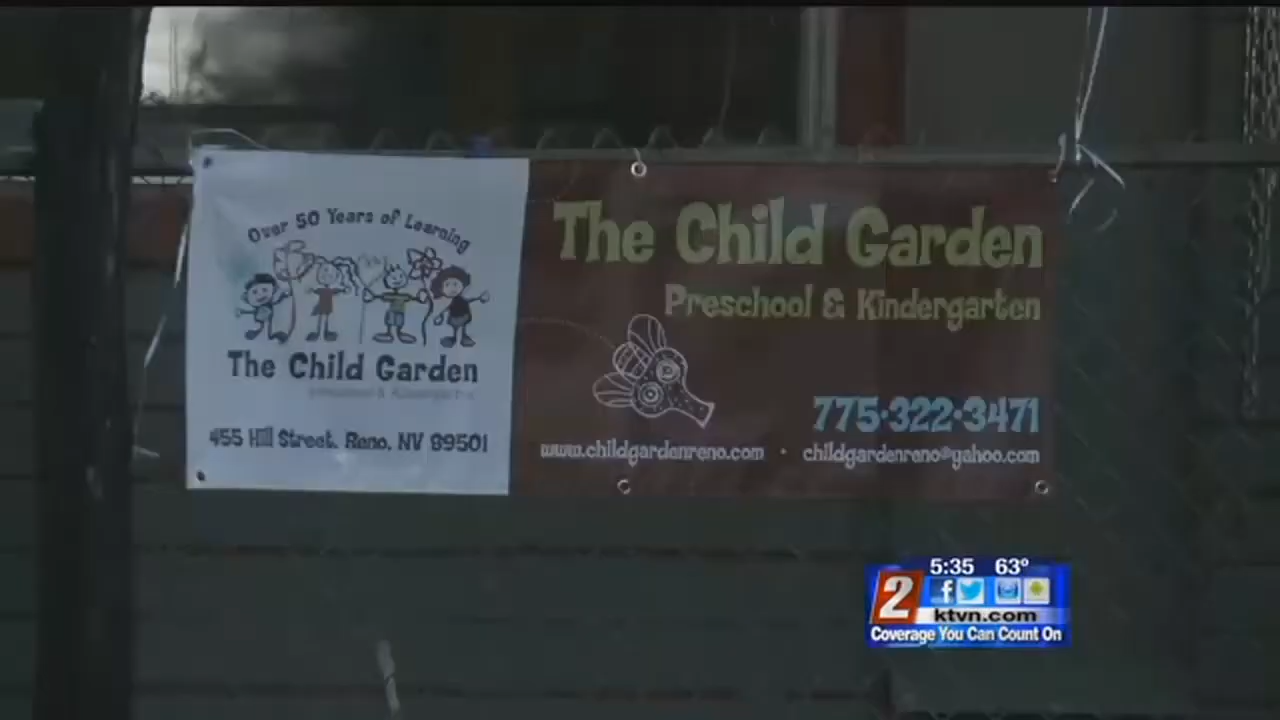 Over 50 Years of Learning
The Child Garden
455 Hill Street, Reno, NV 89501
The Child Garden
Preschool & Kindergarten
775·322·3471
www.childgardenreno.com · childgardenreno@yahoo.com
5:35 63°
2
ktvn.com
Coverage You Can Count On